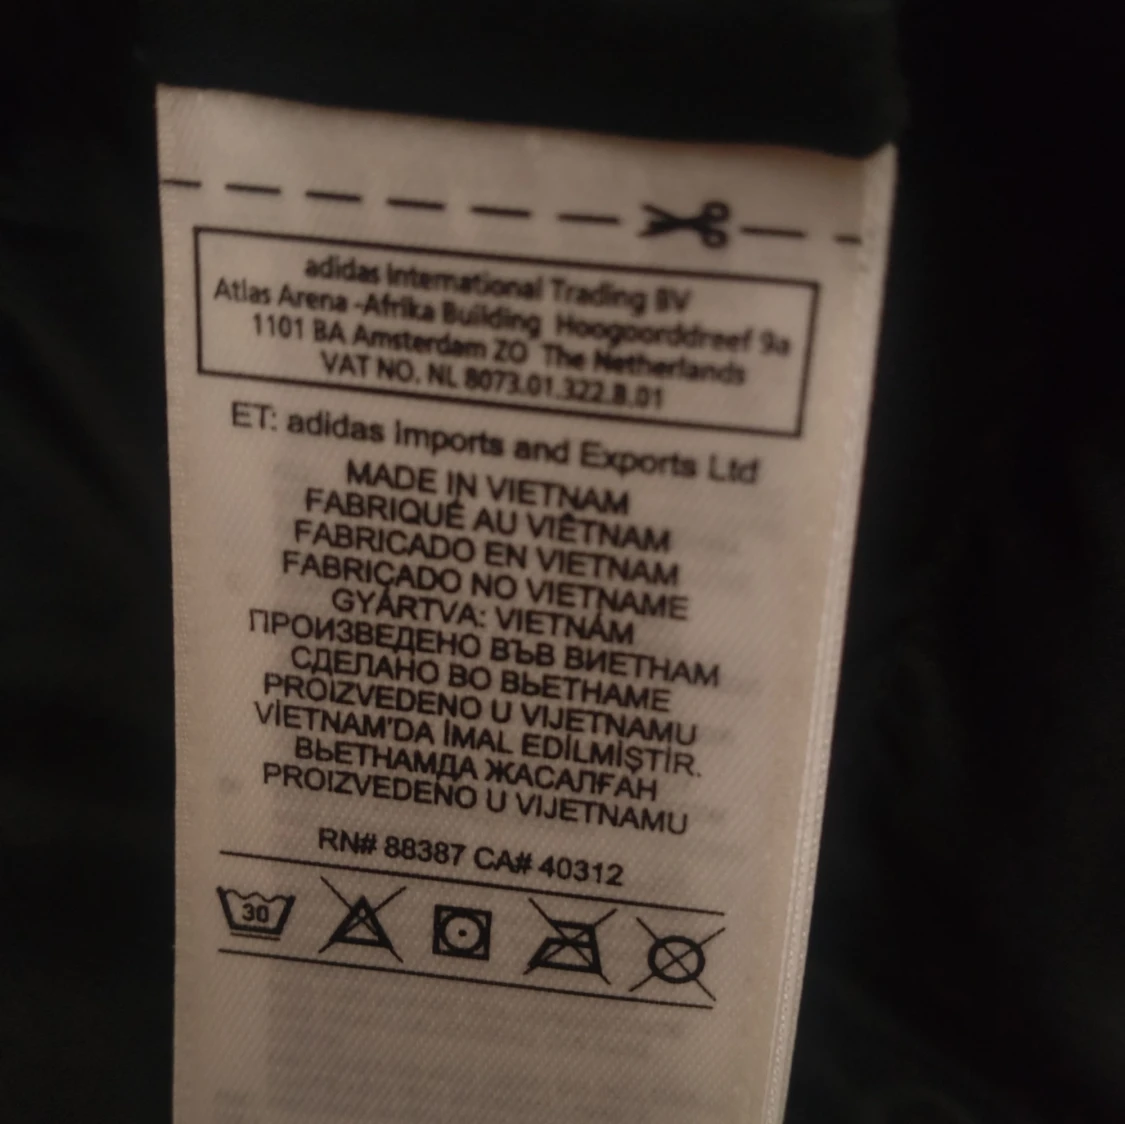 adidas International Trading BV
Atlas Arena -Afrika Building Hoogoorddreef 9a
1101 BA Amsterdam ZO The Netherlands
VAT NO. NL 8073.01.322.B.01
ET: adidas Imports and Exports Ltd
MADE IN VIETNAM
FABRIQUÉ AU VIÊTNAM
FABRICADO EN VIETNAM
FABRIÇADO NO VIETNAME
GYÁRTVA: VIETNÁM
ПРОИЗВЕДЕНО ВЪВ ВИЕТНАМ
СДЕЛАНО ВО ВЬЕТНАМЕ
PROIZVEDENO U VIJETNAMU
VİETNAM'DA İMAL EDİLMİŞTİR.
ВЬЕТНАМДА ЖАСАЛҒАН
PROIZVEDENO U VIJETNAMU
RN# 88387 CA# 40312
30